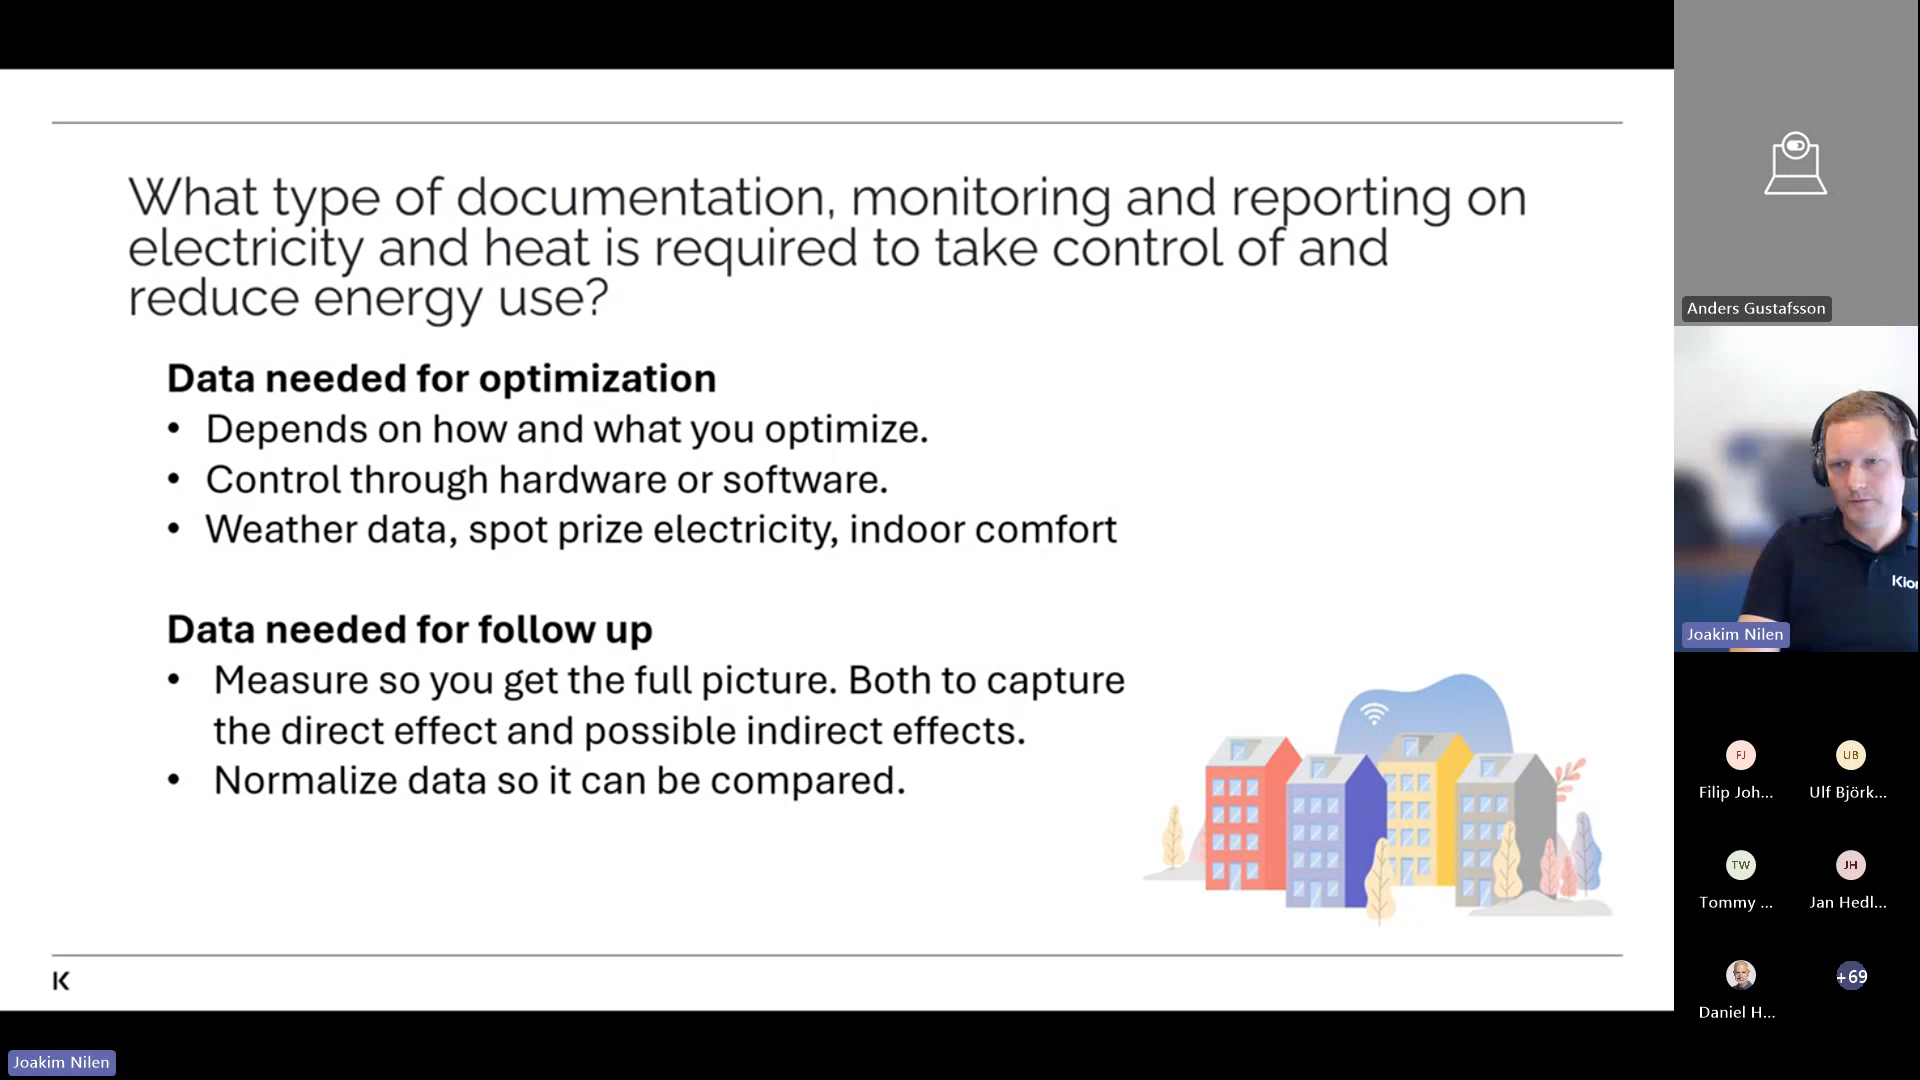 What type of documentation, monitoring and reporting on
electricity and heat is required to take control of and
reduce energy use?
Data needed for optimization
• Depends on how and what you optimize.
• Control through hardware or software.
• Weather data, spot prize electricity, indoor comfort
Data needed for follow up
• Measure so you get the full picture. Both to capture
the direct effect and possible indirect effects.
• Normalize data so it can be compared.
K
Joakim Nilen
Anders Gustafsson
Kio
Joakim Nilen
FJ
UB
Filip Joh...
Ulf Björk...
TW
JH
Tommy ...
Jan Hedl...
+69
Daniel H...